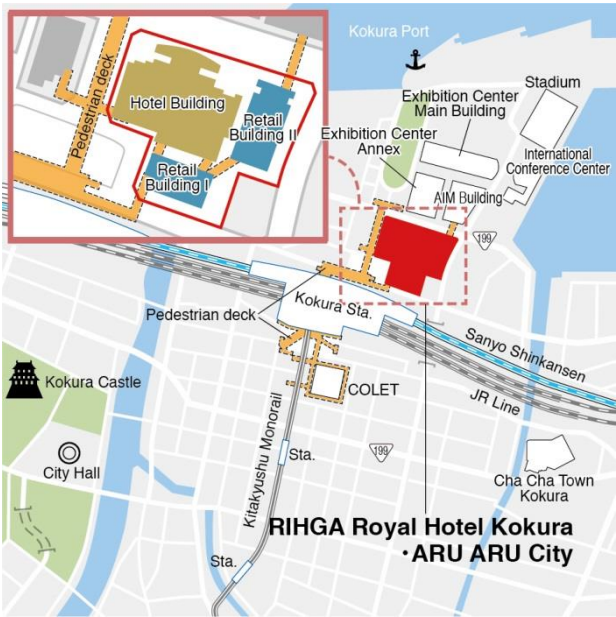 Kokura Port
Stadium
Exhibition Center
Main Building
Exhibition Center
Annex
International
Conference Center
AIM Building
199
Pedestrian deck
Hotel Building
Retail
Building II
Retail
Building I
Kokura Sta.
Pedestrian deck
Sanyo Shinkansen
JR Line
COLET
Kokura Castle
City Hall
Kitakyushu Monorail
Sta.
199
Cha Cha Town
Kokura
RIHGA Royal Hotel Kokura
・ARU ARU City
Sta.